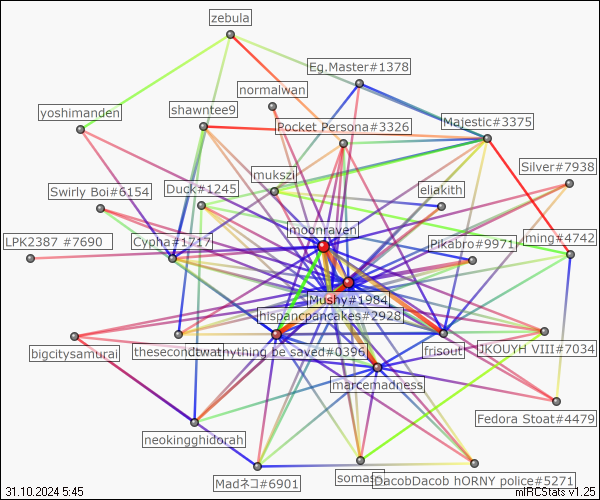 zebula
Eg.Master#1378
normalwan
yoshimanden
shawntee9
Majestic#3375
Pocket Persona#3326
Silver#7938
mukszi
Swirly Boi#6154
Duck#1245
eliakith
moonraven
LPK2387 #7690
Cypha#1717
Pikabro#9971
ming#4742
Mushy#1984
hispancpancakes#2928
bigcitysamurai
thesecondtwat
nything be saved#0396
frisout
JKOUYH VIII#7034
marcemadness
Fedora Stoat#4479
neokingghidorah
Madネコ#6901
somas
DacobDacob hORNY police#5271
31.10.2024 5:45
mIRCStats v1.25